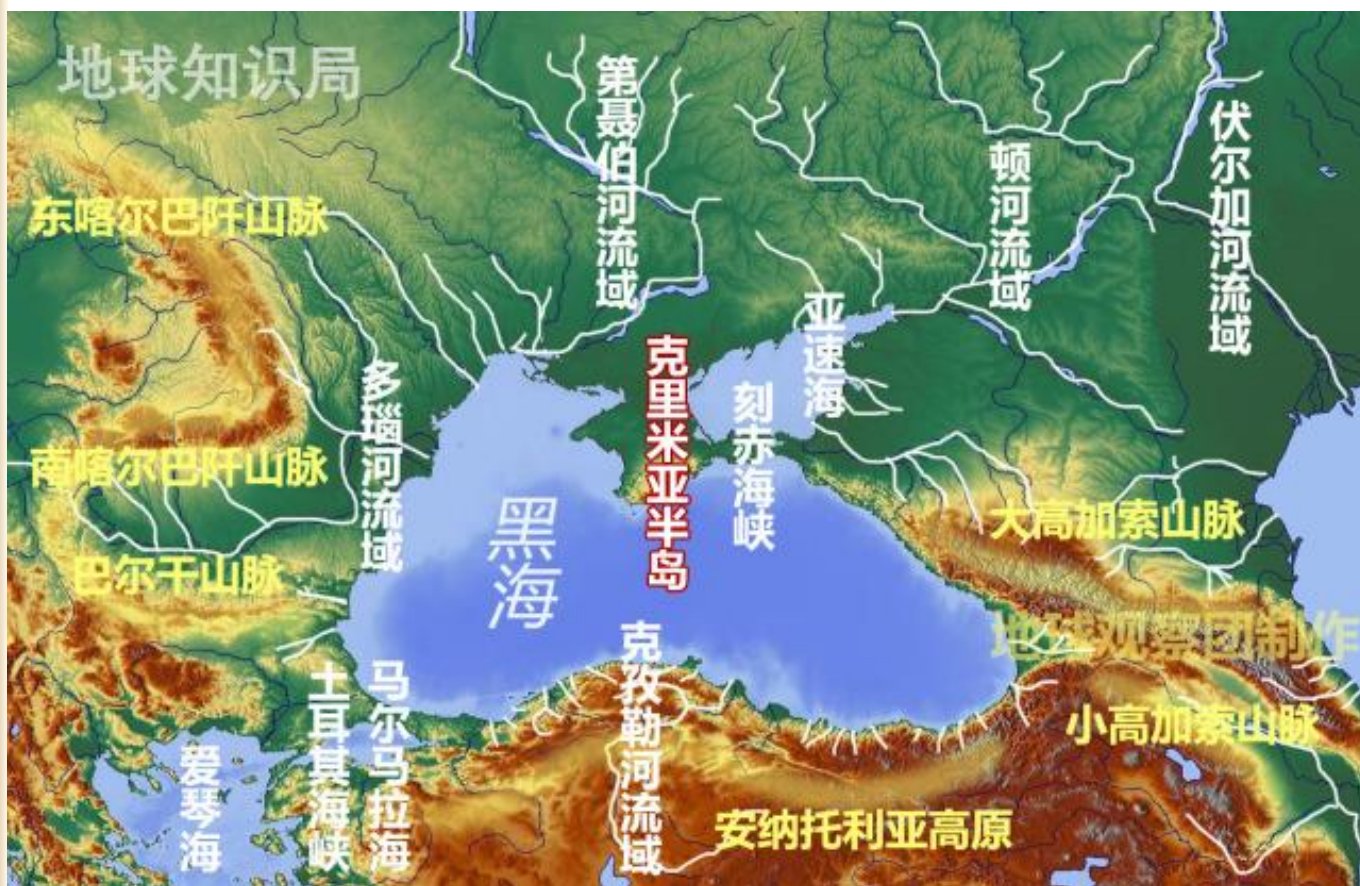 地球知识局
第聂伯河流域
伏尔加河流域
顿河流域
东喀尔巴阡山脉
亚速海
克里米亚半岛
多瑙河流域
刻赤海峡
南喀尔巴阡山脉
黑海
大高加索山脉
巴尔干山脉
地球观察团制作
克孜勒河流域
马尔马拉海
土耳其海峡
小高加索山脉
爱琴海
安纳托利亚高原